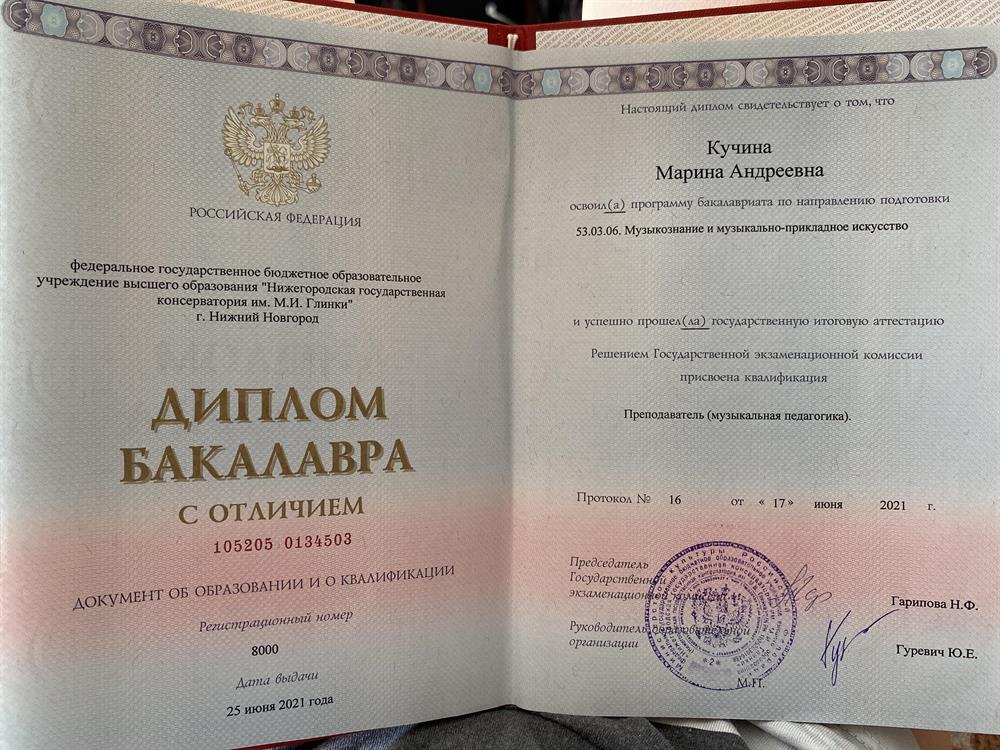 РОССИЙСКАЯ ФЕДЕРАЦИЯ
федеральное государственное бюджетное образовательное
учреждение высшего образования "Нижегородская государственная
консерватория им. М.И. Глинки"
г. Нижний Новгород
ДИПЛОМ
БАКАЛАВРА
С ОТЛИЧИЕМ
105205 0134503
ДОКУМЕНТ ОБ ОБРАЗОВАНИИ И О КВАЛИФИКАЦИИ
Регистрационный номер
8000
Дата выдачи
25 июня 2021 года
Настоящий диплом свидетельствует о том, что
Кучина
Марина Андреевна
освоил(а) программу бакалавриата по направлению подготовки
53.03.06. Музыкознание и музыкально-прикладное искусство
и успешно прошел(ла) государственную итоговую аттестацию
Решением Государственной экзаменационной комиссии
присвоена квалификация
Преподаватель (музыкальная педагогика).
Протокол № 16 от « 17 » июня 2021 г.
Председатель
Государственной
экзаменационной комиссии
Гарипова Н.Ф.
Руководитель образовательной
организации
Гуревич Ю.Е.
М.П.